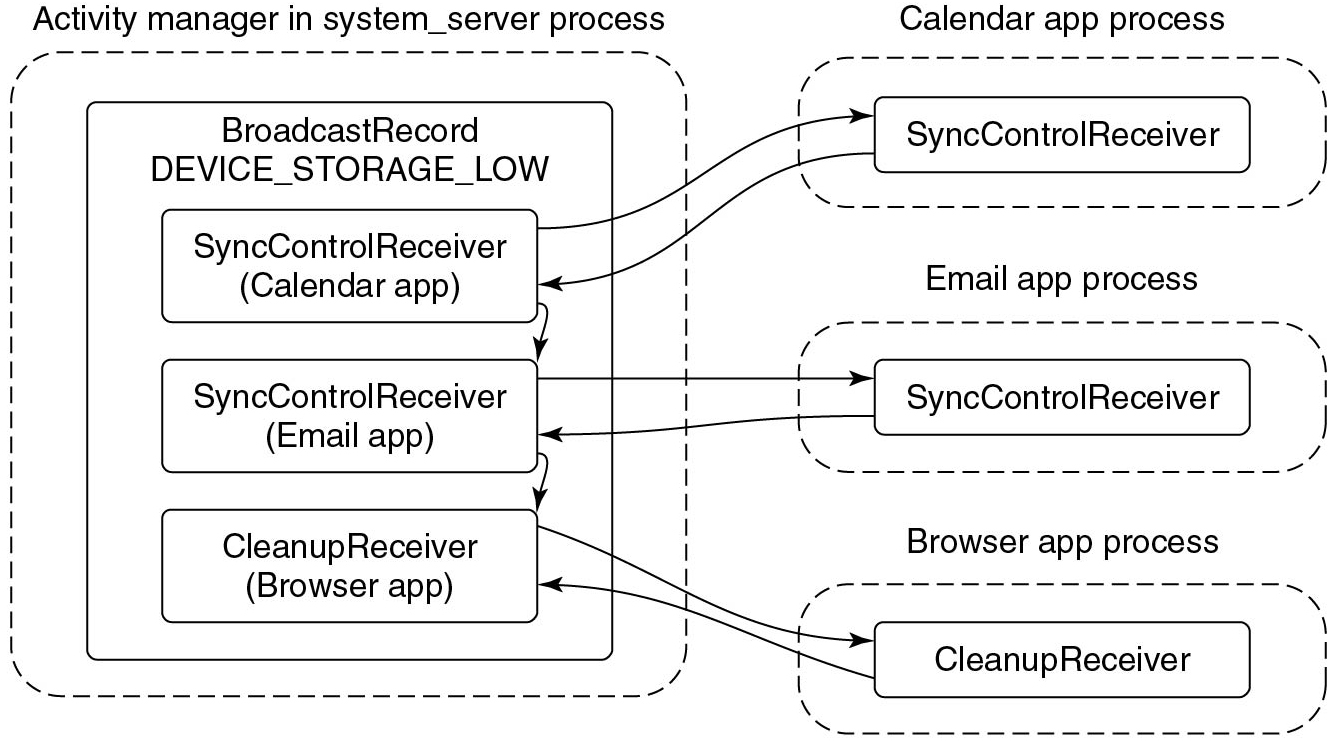 Activity manager in system_server process
BroadcastRecord
DEVICE_STORAGE_LOW
SyncControlReceiver
(Calendar app)
SyncControlReceiver
(Email app)
CleanupReceiver
(Browser app)
Calendar app process
SyncControlReceiver
Email app process
SyncControlReceiver
Browser app process
CleanupReceiver